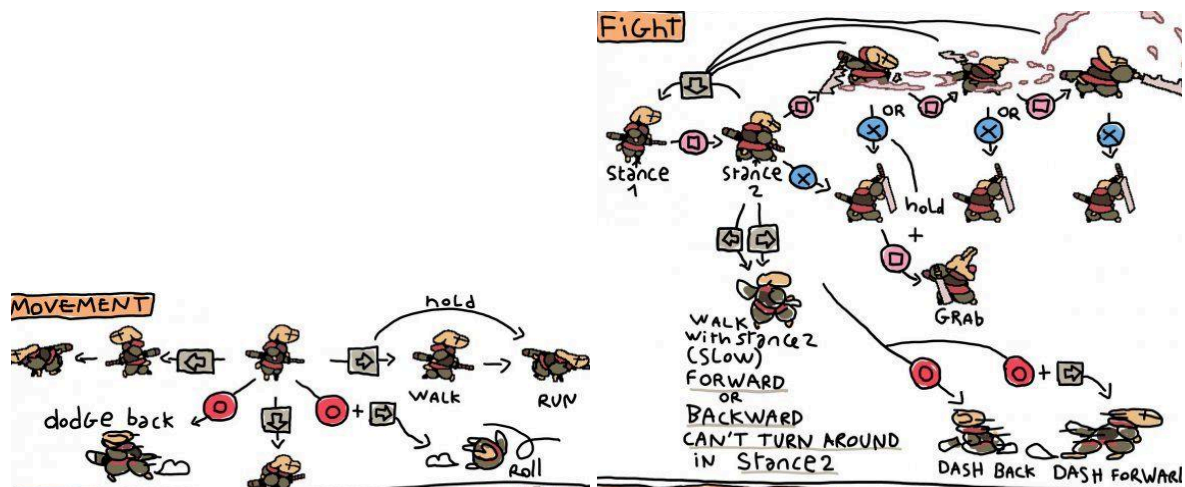 FiGhT
OR
OR
Stance
1
Stance
2
hold
+
GRAb
WALK
with stance 2
(SLOW)
FORWARD
OR
BACKWARD
CAN'T TURN AROUND
in Stance 2
+
DASH BACK
DASH FORWARD
MOVEMENT
hold
WALK
RUN
dodGe back
+
Roll